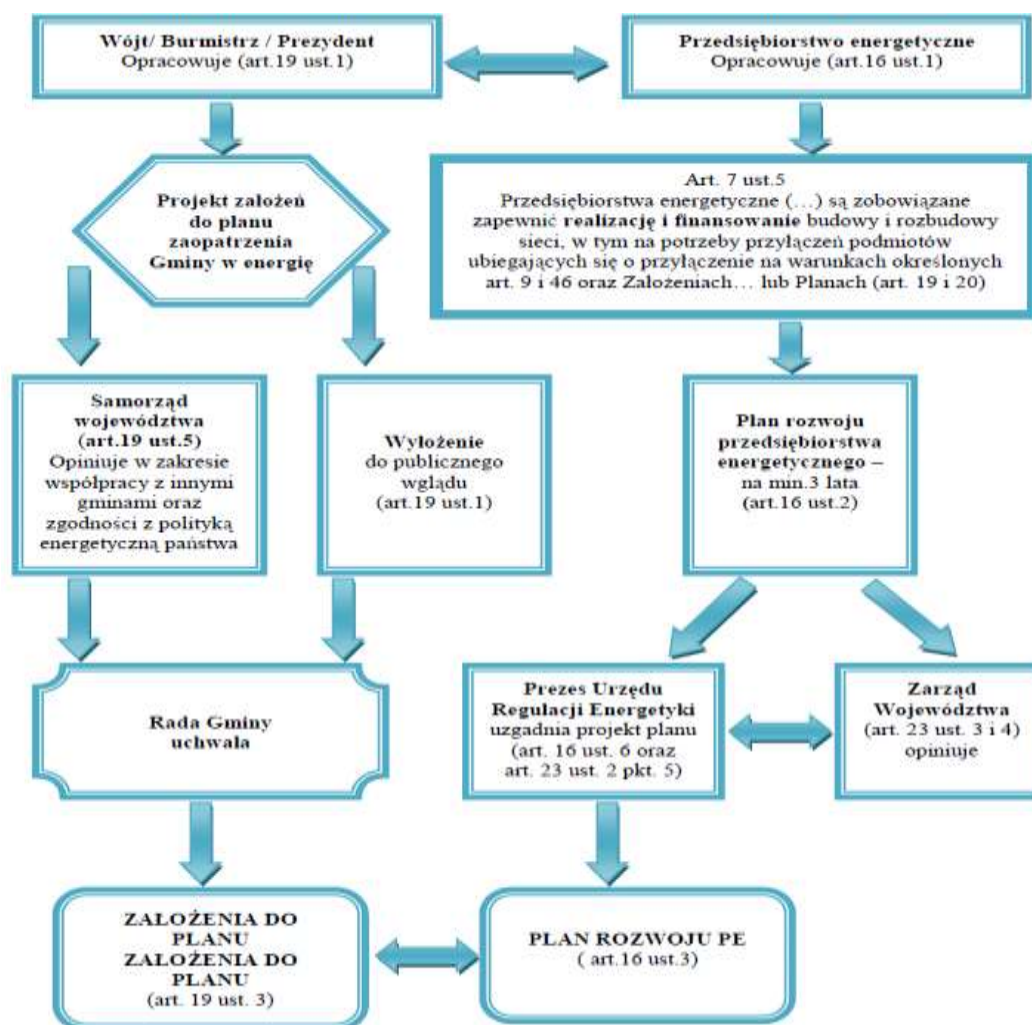 Wójt/ Burmistrz / Prezydent
Opracowuje (art.19 ust.1)
Przedsiębiorstwo energetyczne
Opracowuje (art.16 ust.1)
Projekt założeń
do planu
zaopatrzenia
Gminy w energię
Art. 7 ust.5
Przedsiębiorstwa energetyczne (…) są zobowiązane
zapewnić realizację i finansowanie budowy i rozbudowy
sieci, w tym na potrzeby przyłączeń podmiotów
ubiegających się o przyłączenie na warunkach określonych
art. 9 i 46 oraz Założeniach… lub Planach (art. 19 i 20)
Samorząd
województwa
(art.19 ust.5)
Opiniuje w zakresie
współpracy z innymi
gminami oraz
zgodności z polityką
energetyczną państwa
Wyłożenie
do publicznego
wglądu
(art.19 ust.1)
Plan rozwoju
przedsiębiorstwa
energetycznego –
na min.3 lata
(art.16 ust.2)
Rada Gminy
uchwala
Prezes Urzędu
Regulacji Energetyki
uzgadnia projekt planu
(art. 16 ust. 6 oraz
art. 23 ust. 2 pkt. 5)
Zarząd
Województwa
(art. 23 ust. 3 i 4)
opiniuje
ZAŁOŻENIA DO
PLANU
ZAŁOŻENIA DO
PLANU
(art. 19 ust. 3)
PLAN ROZWOJU PE
( art.16 ust.3)